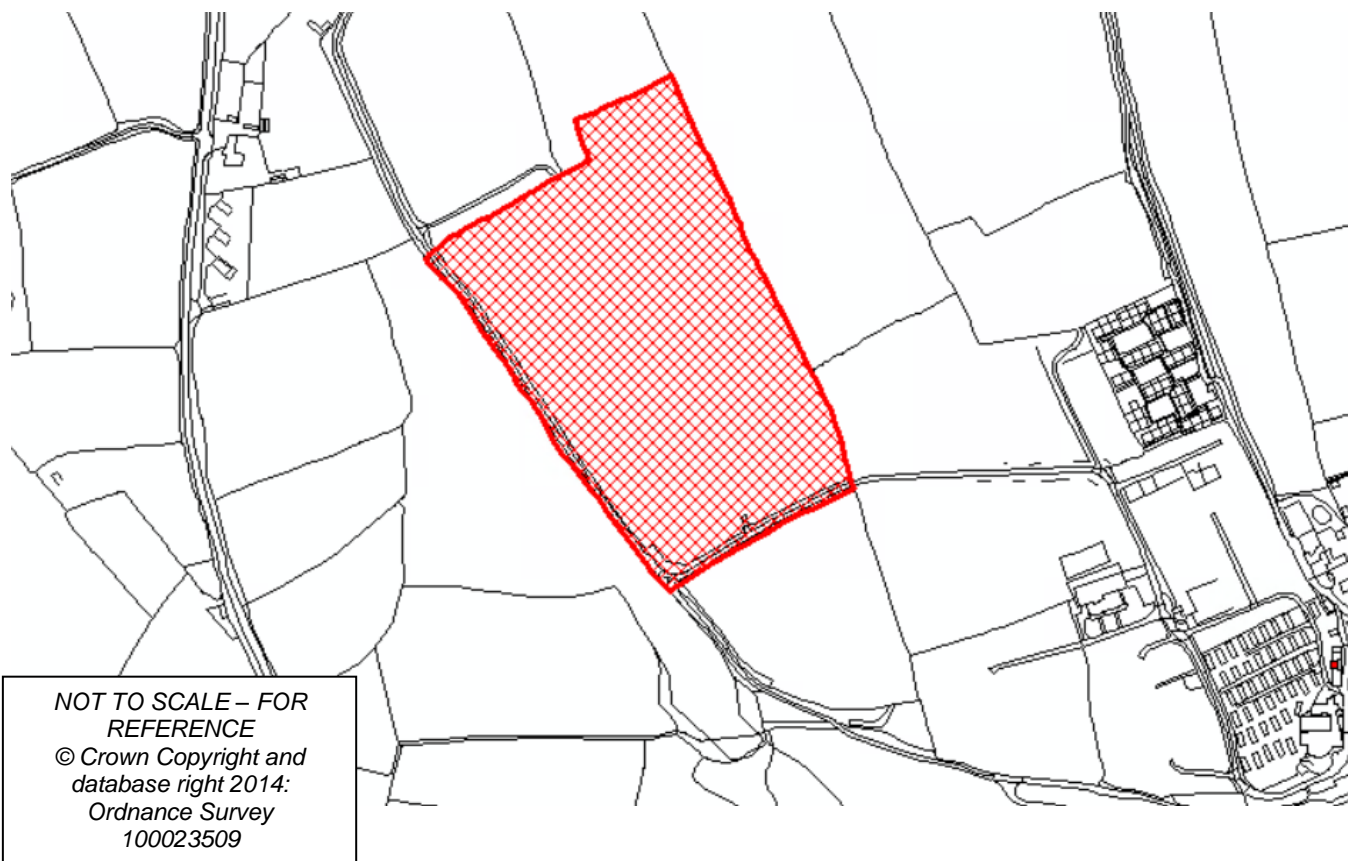 NOT TO SCALE – FOR
REFERENCE
© Crown Copyright and
database right 2014:
Ordnance Survey
100023509